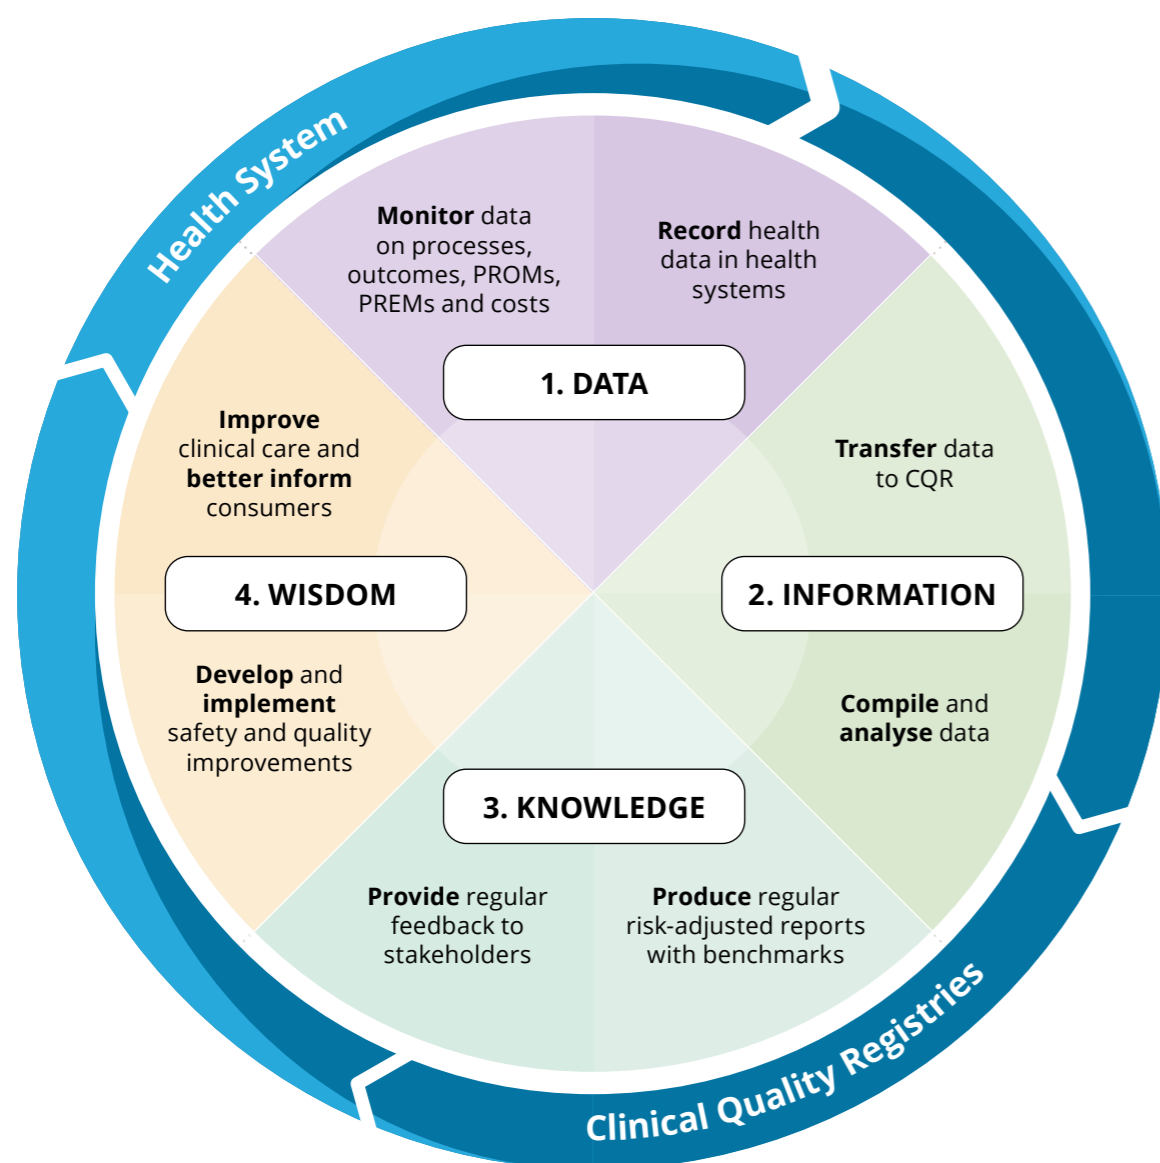 Health System
Monitor data
on processes,
outcomes, PROMs,
PREMs and costs
Record health
data in health
systems
1. DATA
Transfer data
to CQR
2. INFORMATION
Compile and
analyse data
Produce regular
risk-adjusted reports
with benchmarks
3. KNOWLEDGE
Provide regular
feedback to
stakeholders
Develop and
implement
safety and quality
improvements
4. WISDOM
Improve
clinical care and
better inform
consumers
Clinical Quality Registries